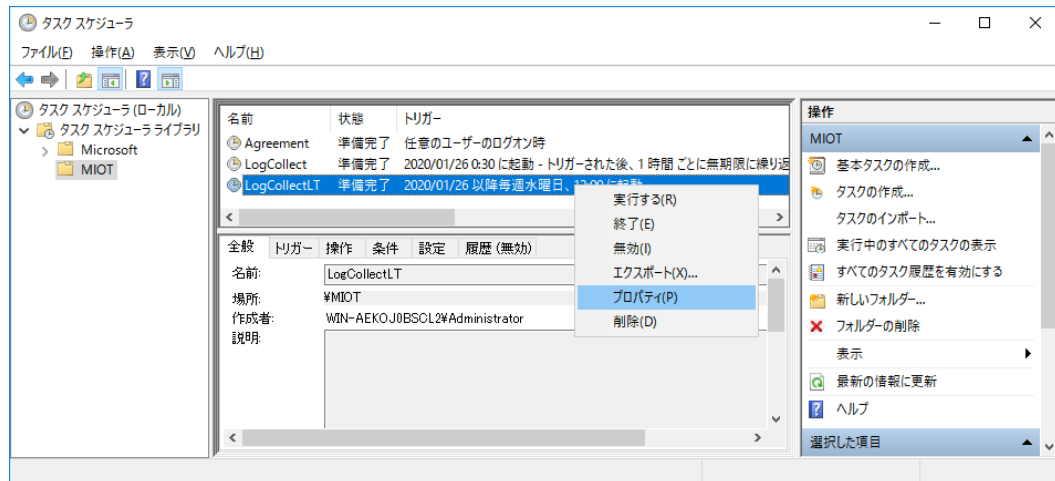 タスク スケジューラ
ファイル(F) 操作(A) 表示(V) ヘルプ(H)
タスク スケジューラ (ローカル)
タスク スケジューラ ライブラリ
Microsoft
MIOT
名前 状態 トリガー
Agreement 準備完了 任意のユーザーのログオン時
LogCollect 準備完了 2020/01/26 0:30 に起動 - トリガーされた後、1 時間 ごとに無期限に繰り返
LogCollectLT 準備完了 2020/01/26 以降毎週水曜日、12:00 に起動
実行する(R)
終了(E)
無効(I)
エクスポート(X)...
プロパティ(P)
削除(D)
全般 トリガー 操作 条件 設定 履歴 (無効)
名前: LogCollectLT
場所: ¥MIOT
作成者: WIN-AEKOJ0BSCL2¥Administrator
説明:
操作
MIOT
基本タスクの作成...
タスクの作成...
タスクのインポート...
実行中のすべてのタスクの表示
すべてのタスク履歴を有効にする
新しいフォルダー...
フォルダーの削除
表示
最新の情報に更新
ヘルプ
選択した項目